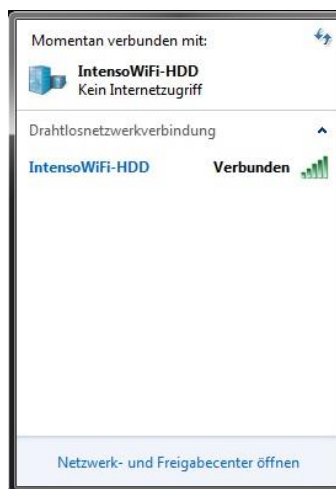 Momentan verbunden mit:
IntensoWiFi-HDD
Kein Internetzugriff
Drahtlosnetzwerkverbindung
IntensoWiFi-HDD Verbunden
Netzwerk- und Freigabecenter öffnen